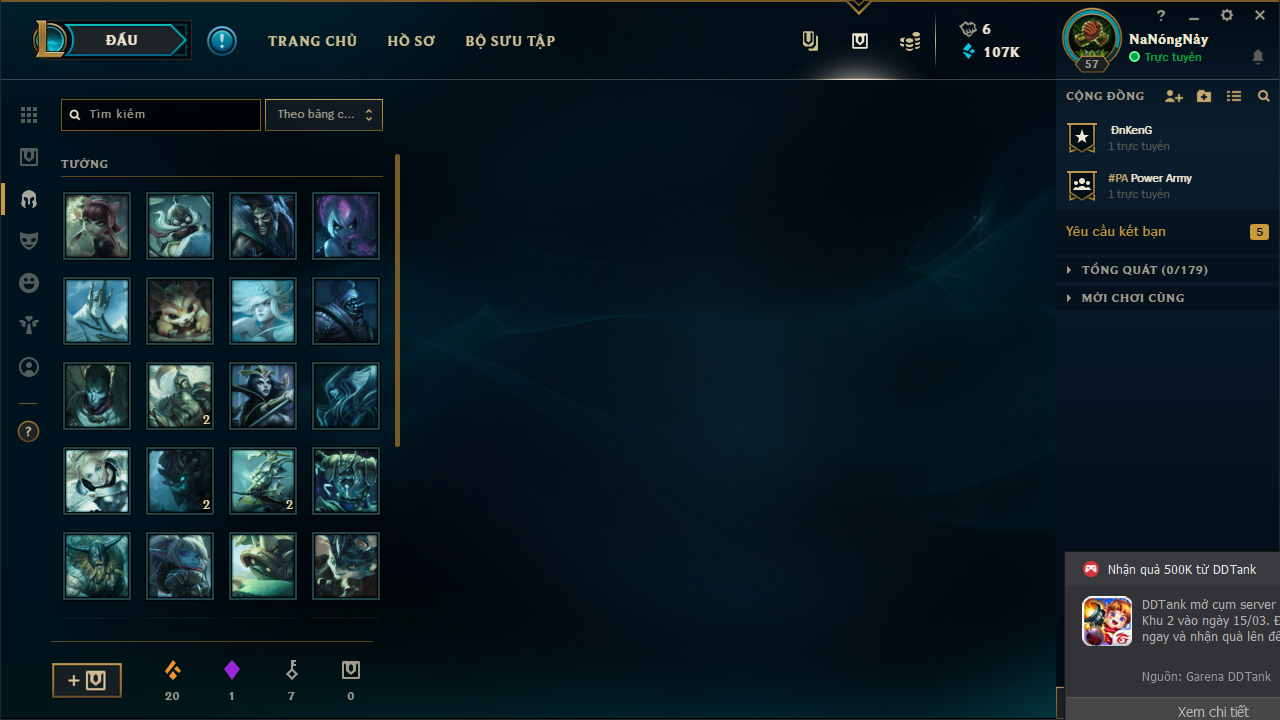 ĐẤU
TRANG CHỦ
HỒ SƠ
BỘ SƯU TẬP
6
107K
57
NaNóngNảy
Trực tuyến
Tìm kiếm
Theo bảng c...
TƯỚNG
2
2
2
20
1
7
0
CỘNG ĐỒNG
ĐnKenG
1 trực tuyến
#PA Power Army
1 trực tuyến
Yêu cầu kết bạn
5
TỔNG QUÁT (0/179)
MỚI CHƠI CÙNG
Nhận quà 500K từ DDTank
DDTank mở cụm server
Khu 2 vào ngày 15/03. Đ
ngay và nhận quà lên đế
Nguồn: Garena DDTank
Xem chi tiết